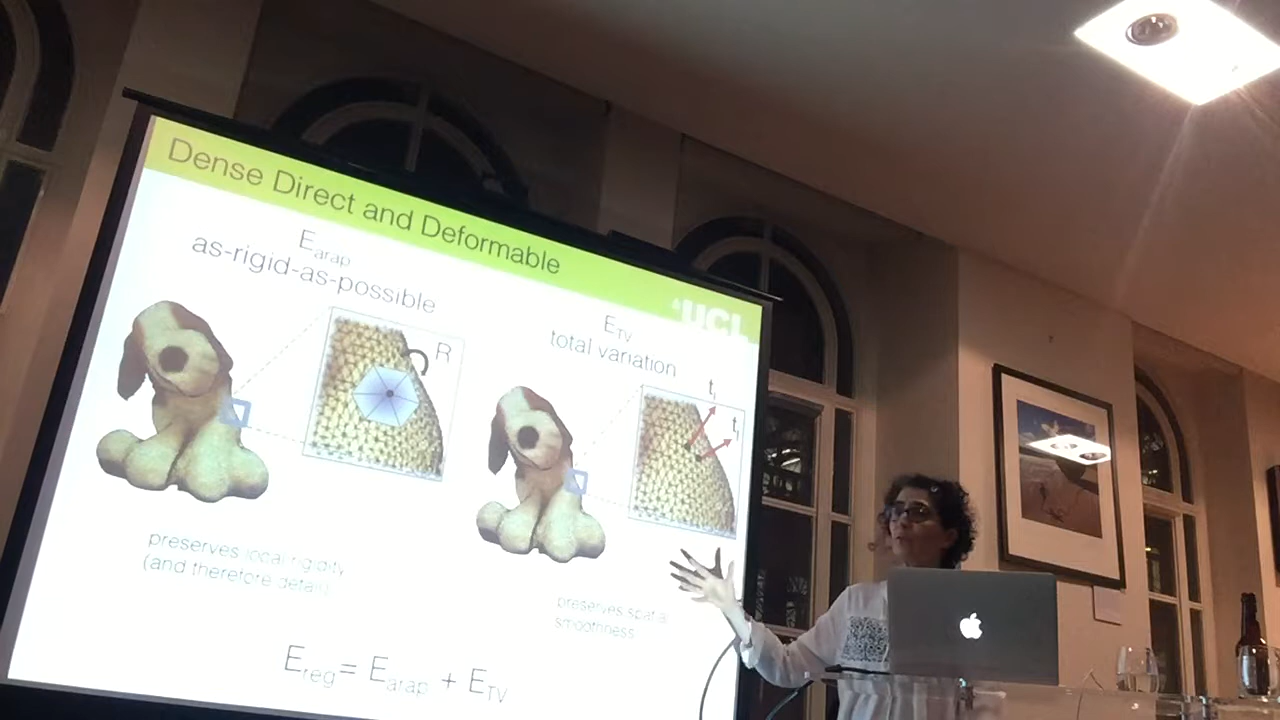 Dense Direct and Deformable
UCL
E_arap
as-rigid-as-possible
R
E_TV
total variation
t_i
t_j
preserves local rigidity
(and therefore detail)
preserves spatial
smoothness
E_reg = E_arap + E_TV